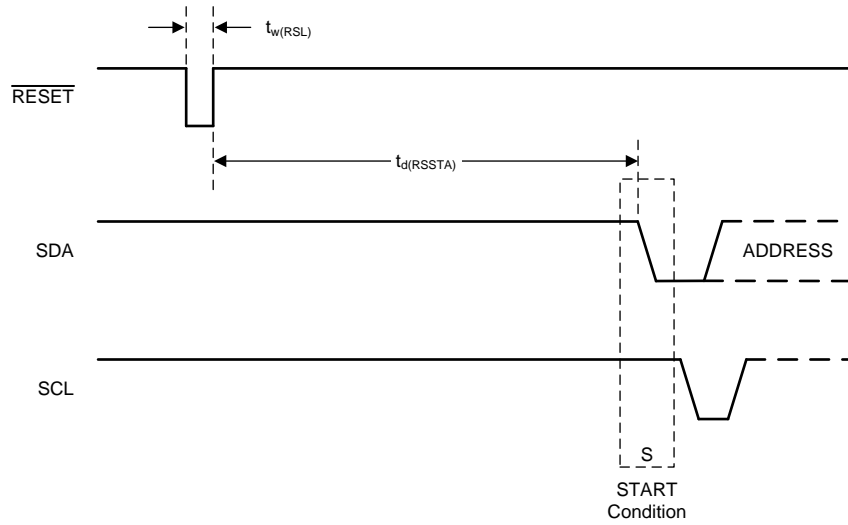 tw(RSL)
RESET
td(RSSTA)
SDA
ADDRESS
SCL
S
START
Condition